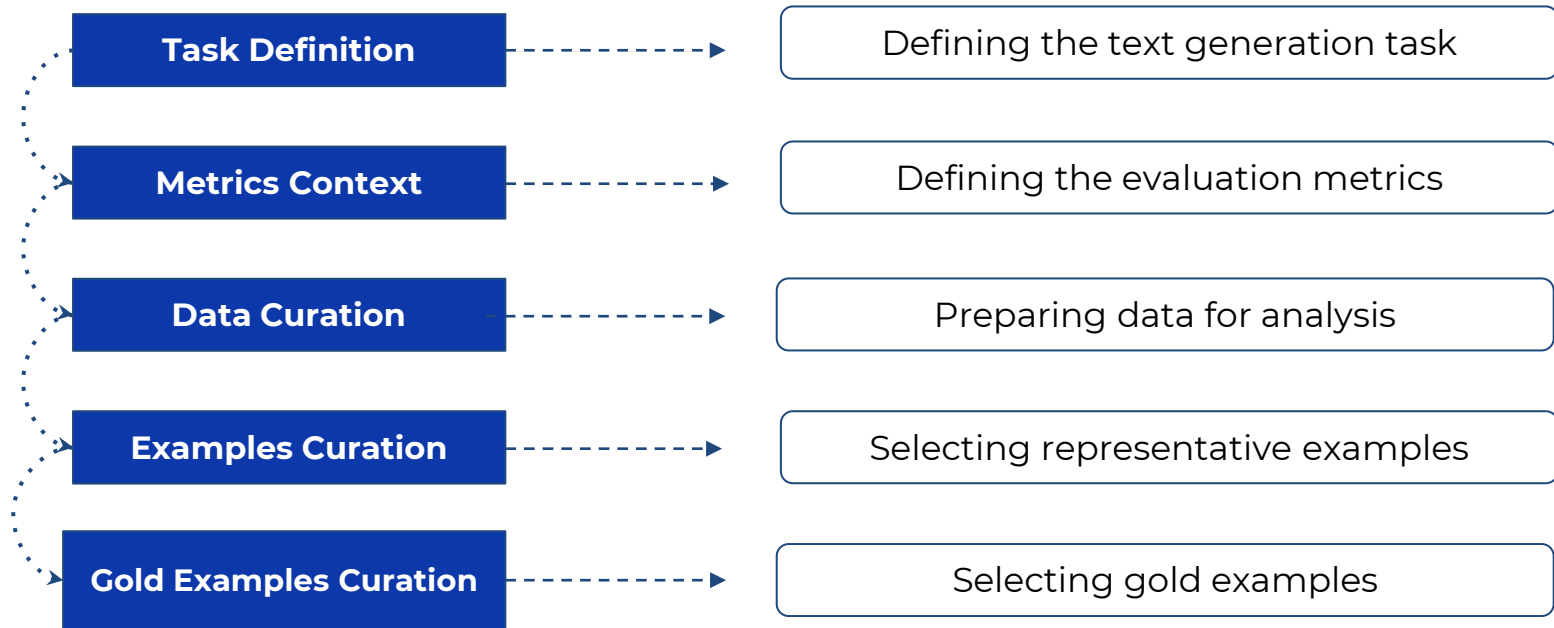 Task Definition
Defining the text generation task
Metrics Context
Defining the evaluation metrics
Data Curation
Preparing data for analysis
Examples Curation
Selecting representative examples
Gold Examples Curation
Selecting gold examples